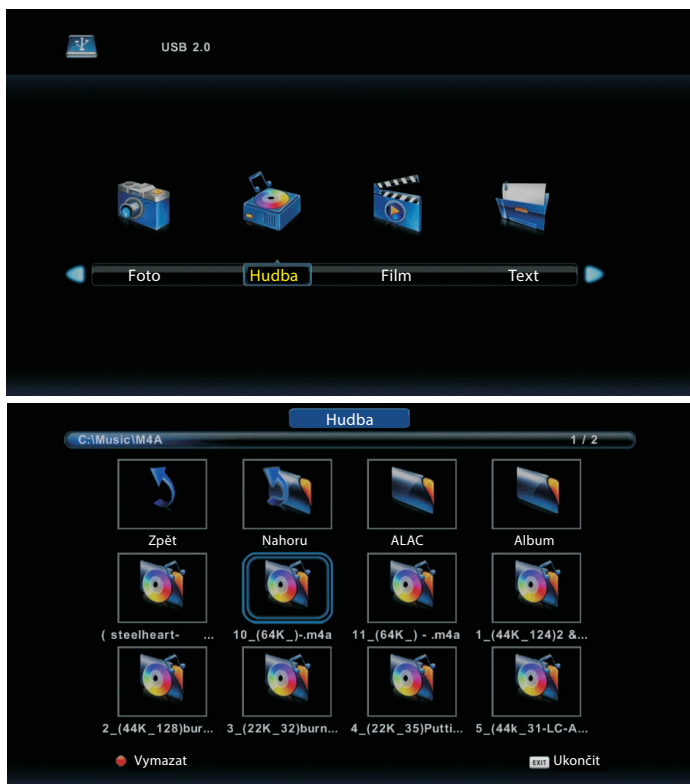 USB 2.0
Foto Hudba Film Text
Hudba
C:\Music\M4A 1 / 2
Zpět Nahoru ALAC Album
( steelheart- ... 10_(64K_)-.m4a 11_(64K_) - .m4a 1_(44K_124)2 &...
2_(44K_128)bur... 3_(22K_32)burn... 4_(22K_35)Putti... 5_(44k_31-LC-A...
Vymazat EXIT Ukončit